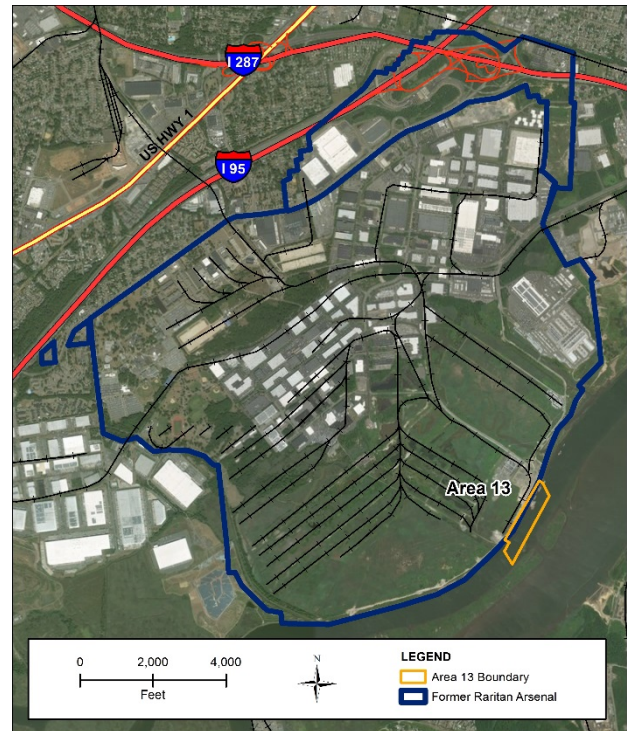 I 287
US HWY 1
I 95
Area 13
0 2,000 4,000
Feet
N
LEGEND
Area 13 Boundary
Former Raritan Arsenal